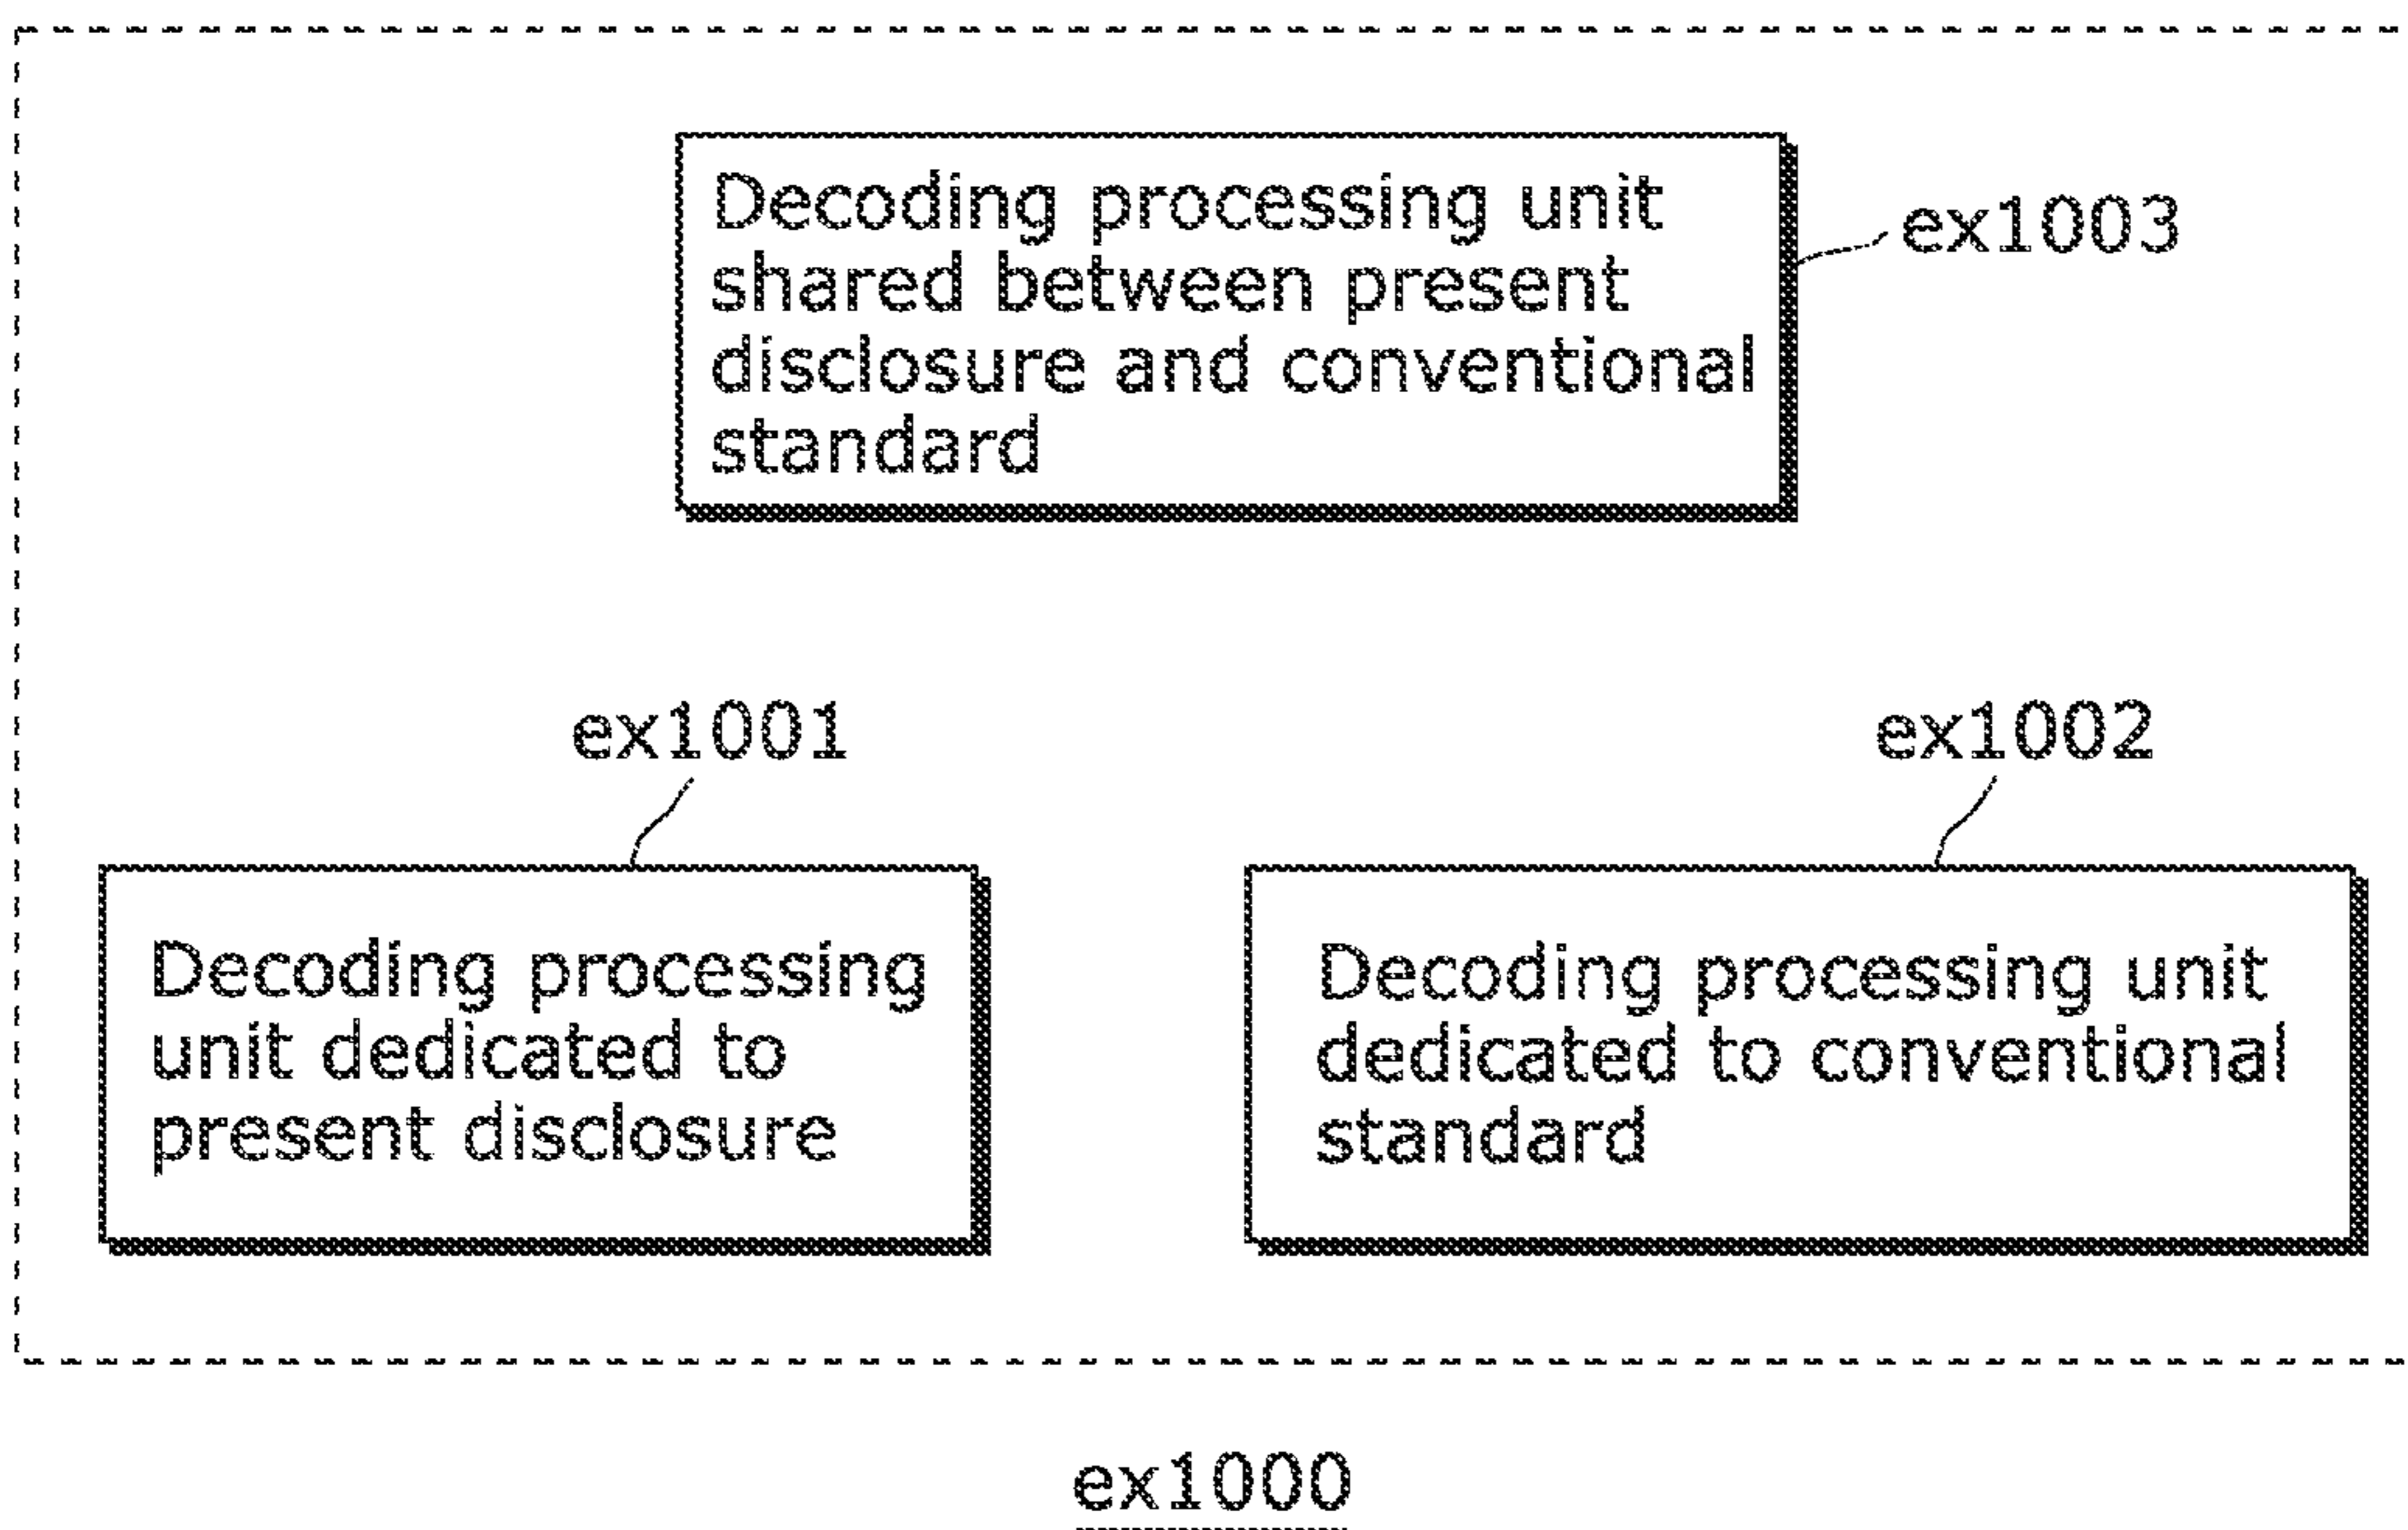 Decoding processing unit
shared between present
disclosure and conventional
standard
ex1003
ex1001
ex1002
Decoding processing
unit dedicated to
present disclosure
Decoding processing unit
dedicated to conventional
standard
ex1000